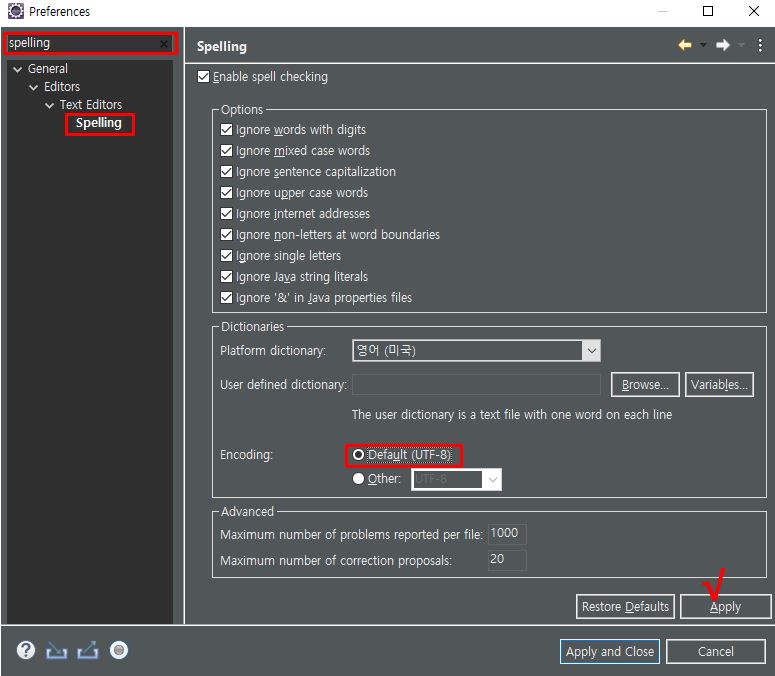 Preferences
spelling
General
Editors
Text Editors
Spelling
Spelling
Enable spell checking
Options
Ignore words with digits
Ignore mixed case words
Ignore sentence capitalization
Ignore upper case words
Ignore internet addresses
Ignore non-letters at word boundaries
Ignore single letters
Ignore Java string literals
Ignore '&' in Java properties files
Dictionaries
Platform dictionary: 영어 (미국)
User defined dictionary: Browse... Variables...
The user dictionary is a text file with one word on each line
Encoding: Default (UTF-8)
Other: UTF-8
Advanced
Maximum number of problems reported per file: 1000
Maximum number of correction proposals: 20
Restore Defaults Apply
Apply and Close Cancel